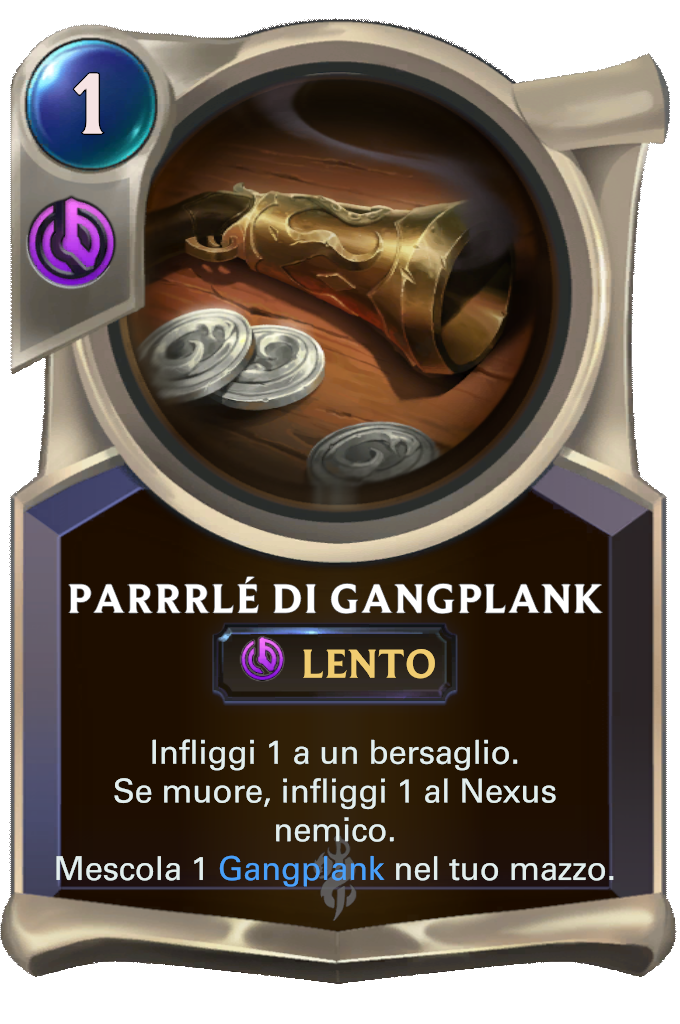 1
PARRRLÉ DI GANGPLANK
LENTO
Infliggi 1 a un bersaglio.
Se muore, infliggi 1 al Nexus
nemico.
Mescola 1 Gangplank nel tuo mazzo.